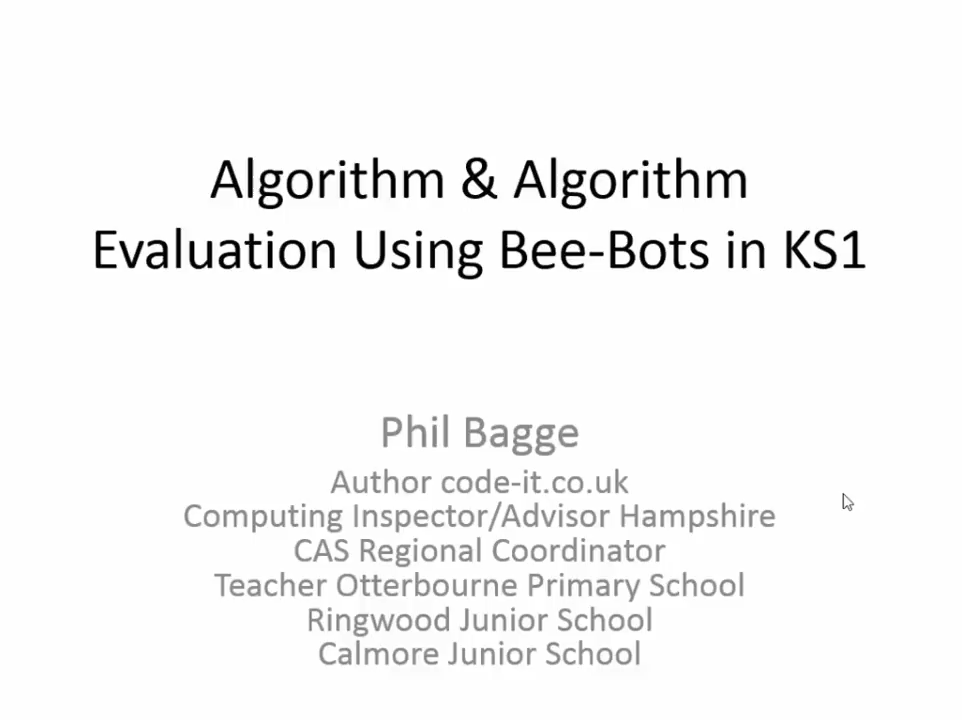 Algorithm & Algorithm
Evaluation Using Bee-Bots in KS1
Phil Bagge
Author code-it.co.uk
Computing Inspector/Advisor Hampshire
CAS Regional Coordinator
Teacher Otterbourne Primary School
Ringwood Junior School
Calmore Junior School